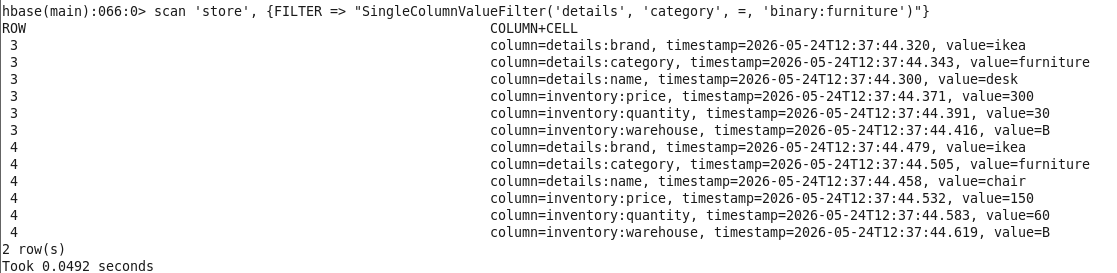 hbase(main):066:0> scan 'store', {FILTER => "SingleColumnValueFilter('details', 'category', =, 'binary:furniture')"}
ROW COLUMN+CELL
3 column=details:brand, timestamp=2026-05-24T12:37:44.320, value=ikea
3 column=details:category, timestamp=2026-05-24T12:37:44.343, value=furniture
3 column=details:name, timestamp=2026-05-24T12:37:44.300, value=desk
3 column=inventory:price, timestamp=2026-05-24T12:37:44.371, value=300
3 column=inventory:quantity, timestamp=2026-05-24T12:37:44.391, value=30
3 column=inventory:warehouse, timestamp=2026-05-24T12:37:44.416, value=B
4 column=details:brand, timestamp=2026-05-24T12:37:44.479, value=ikea
4 column=details:category, timestamp=2026-05-24T12:37:44.505, value=furniture
4 column=details:name, timestamp=2026-05-24T12:37:44.458, value=chair
4 column=inventory:price, timestamp=2026-05-24T12:37:44.532, value=150
4 column=inventory:quantity, timestamp=2026-05-24T12:37:44.583, value=60
4 column=inventory:warehouse, timestamp=2026-05-24T12:37:44.619, value=B
2 row(s)
Took 0.0492 seconds